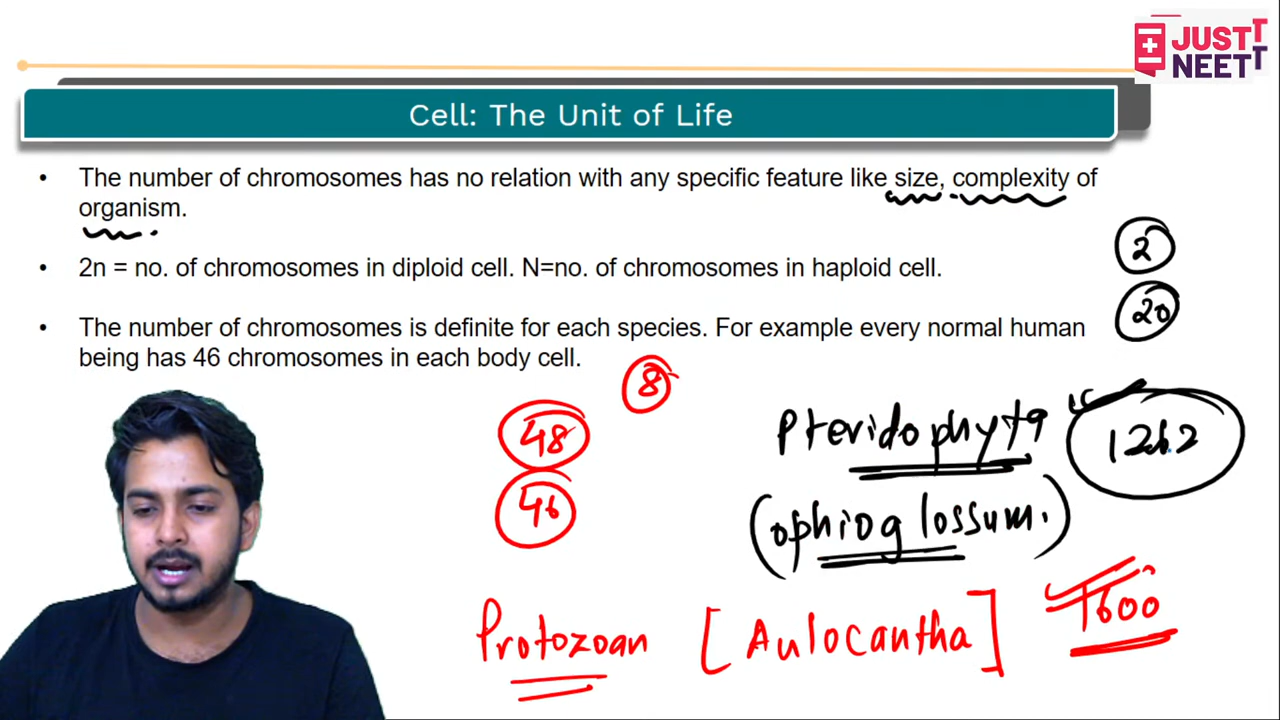 JUST
NEET
Cell: The Unit of Life
• The number of chromosomes has no relation with any specific feature like size, complexity of
organism.
• 2n = no. of chromosomes in diploid cell. N=no. of chromosomes in haploid cell.
• The number of chromosomes is definite for each species. For example every normal human
being has 46 chromosomes in each body cell.
2
20
8
48
46
Pteridophyta
1262
(ophioglossum.)
Protozoan [Aulocantha]
1600